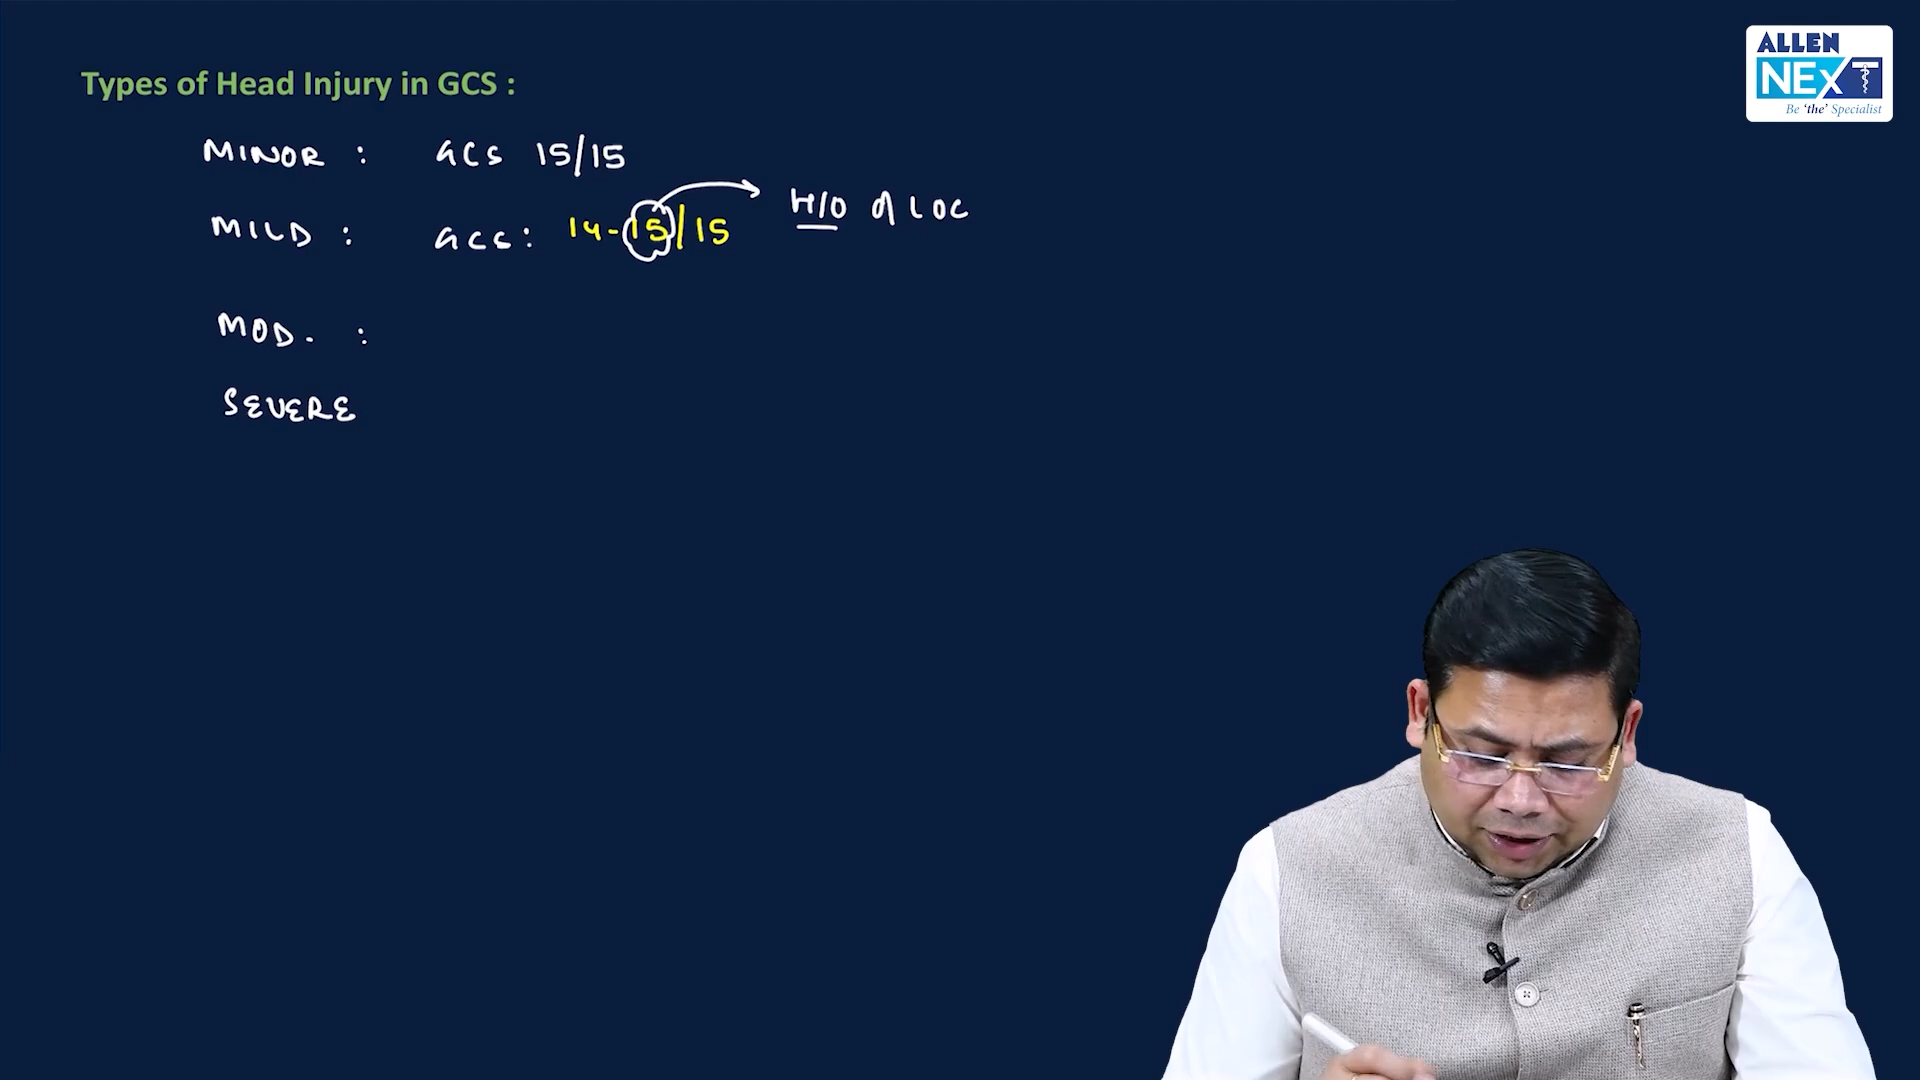 ALLEN
NEXT
Be 'the' Specialist
Types of Head Injury in GCS :
MINOR : GCS 15/15
MILD : GCS: 14-15/15 → H/O of LOC
MOD. :
SEVERE